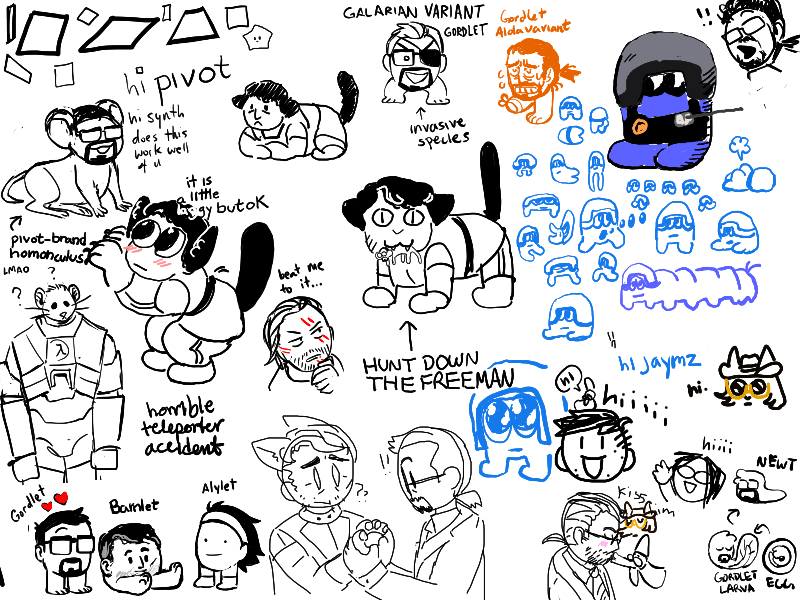 GALARIAN VARIANT
GORDLET
Gordlet
Aldavariant
!!
hi pivot
hi synth
does this
work well
of u
↑
invasive
species
it is
little
but OK
pivot-brand
homonculus
LMAO
?
?
beat me
to it...
HUNT DOWN
THE FREEMAN
horrible
teleporter
accident
λ
!!
hi jaymz
hi!
hiiiii
hi.
hiiii
NEWT
Gordlet
Barnlet
Alylet
??
!
KISS
GORDLET
LARVA
EGG